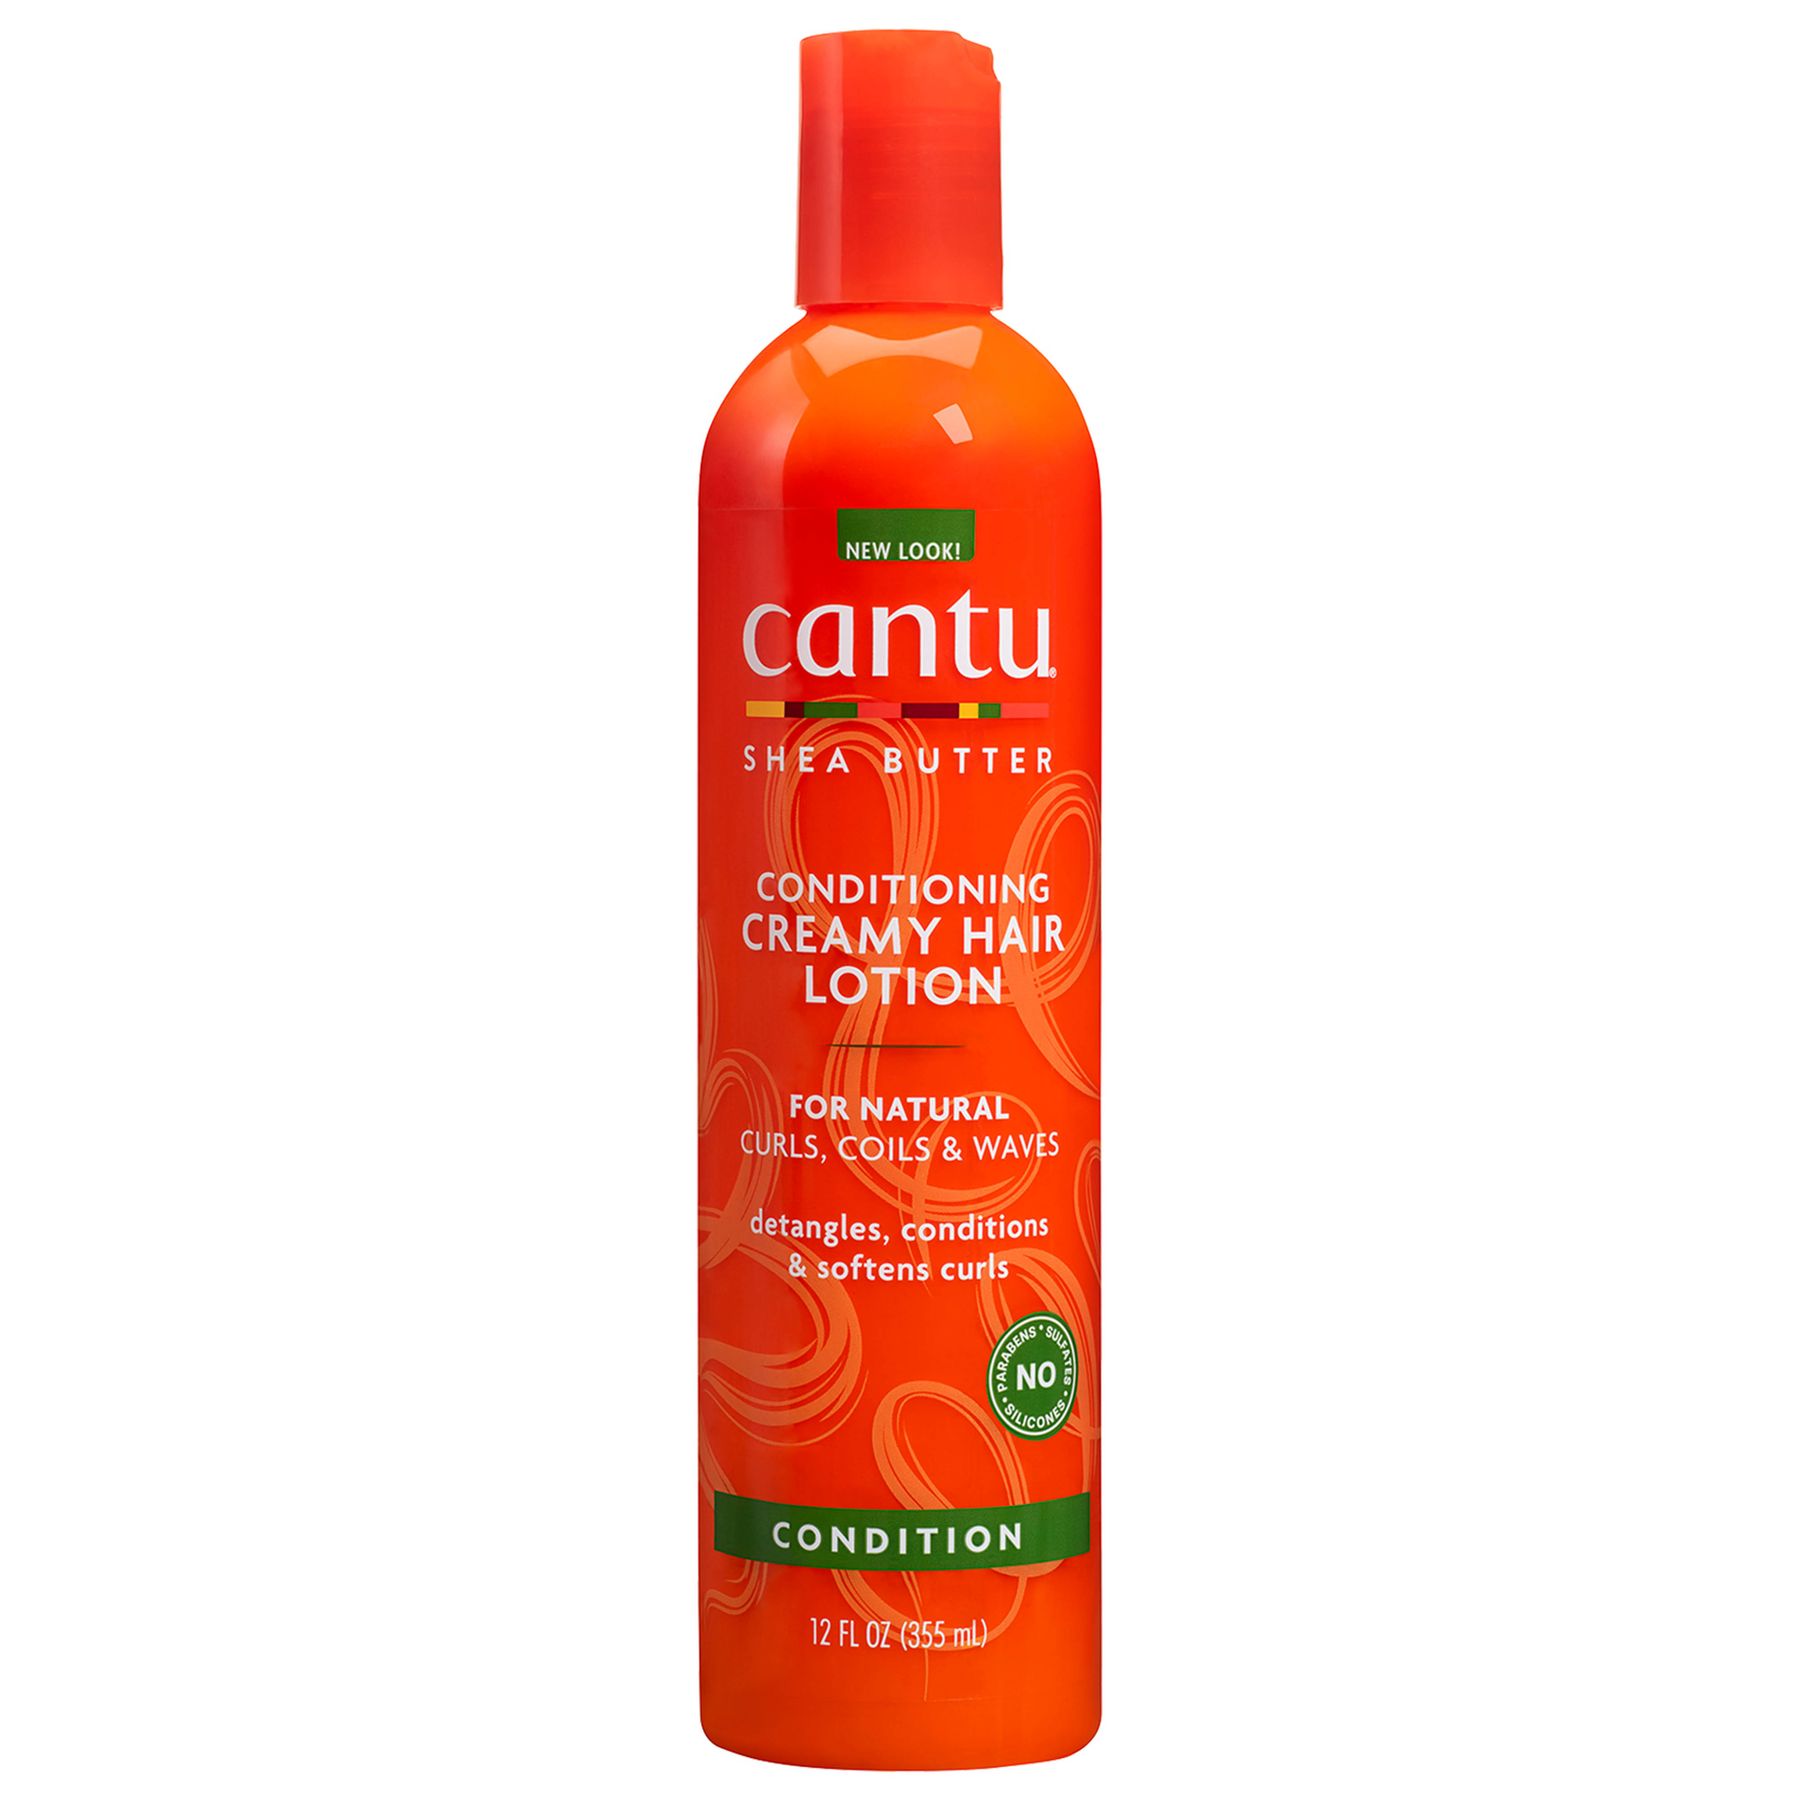 NEW LOOK!
cantu®
SHEA BUTTER
CONDITIONING
CREAMY HAIR
LOTION
FOR NATURAL
CURLS, COILS & WAVES
detangles, conditions
& softens curls
PARABENS • SULFATES • SILICONES •
NO
CONDITION
12 FL OZ (355 mL)